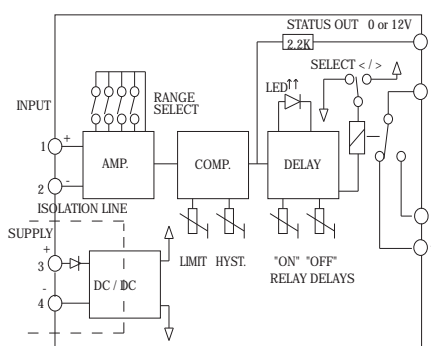 STATUS OUT 0 or 12V
2.2K
SELECT < / >
LED
INPUT
RANGE
SELECT
1 +
AMP.
COMP.
DELAY
2 -
ISOLATION LINE
SUPPLY
+
3
LIMIT HYST.
"ON" "OFF"
RELAY DELAYS
-
4
DC / DC